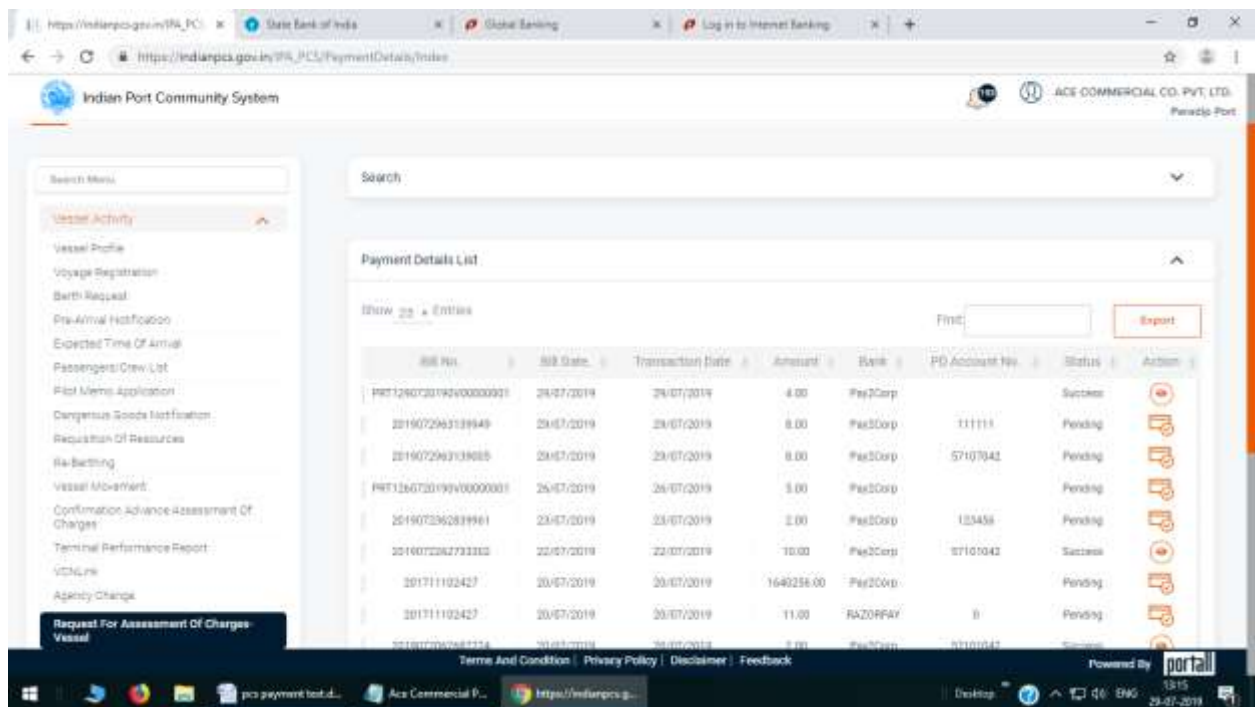 https://indianpcs.gov.in/IPA_PC
State Bank of India
Global Banking
Log in to Internet Banking
https://indianpcs.gov.in/IPA_PCS/PaymentDetails/Index
Indian Port Community System
ACE COMMERCIAL CO. PVT. LTD.
Paradip Port
Search Menu
Search
Vessel Activity
Vessel Profile
Voyage Registration
Berth Request
Pre-Arrival Notification
Expected Time Of Arrival
Passengers/Crew List
Pilot Memo Application
Dangerous Goods Notification
Requisition Of Resources
Re-Berthing
Vessel Movement
Confirmation Advance Assessment Of
Charges
Terminal Performance Report
VCNLink
Agency Change
Request For Assessment Of Charges-
Vessel
Payment Details List
Show Entries
Find:
Export
Bill No. Bill Date. Transaction Date Amount Bank PD Account No. Status Action
29/07/2019 29/07/2019 4.00 Pay2Corp Success
29/07/2019 29/07/2019 8.00 Pay2Corp 111111 Pending
29/07/2019 29/07/2019 8.00 Pay2Corp 57107042 Pending
26/07/2019 26/07/2019 5.00 Pay2Corp Pending
2019072362839961 23/07/2019 23/07/2019 2.00 Pay2Corp 123456 Pending
22/07/2019 22/07/2019 10.00 Pay2Corp Success
201711102427 20/07/2019 20/07/2019 1640256.00 Pay2Corp Pending
201711102427 20/07/2019 20/07/2019 11.00 RAZORPAY 0 Pending
Terms And Condition | Privacy Policy | Disclaimer | Feedback
Powered By portall
pcs payment test.d...
Ace Commercial P...
https://indianpcs.g...
Desktop
ENG
13:15
29-07-2019